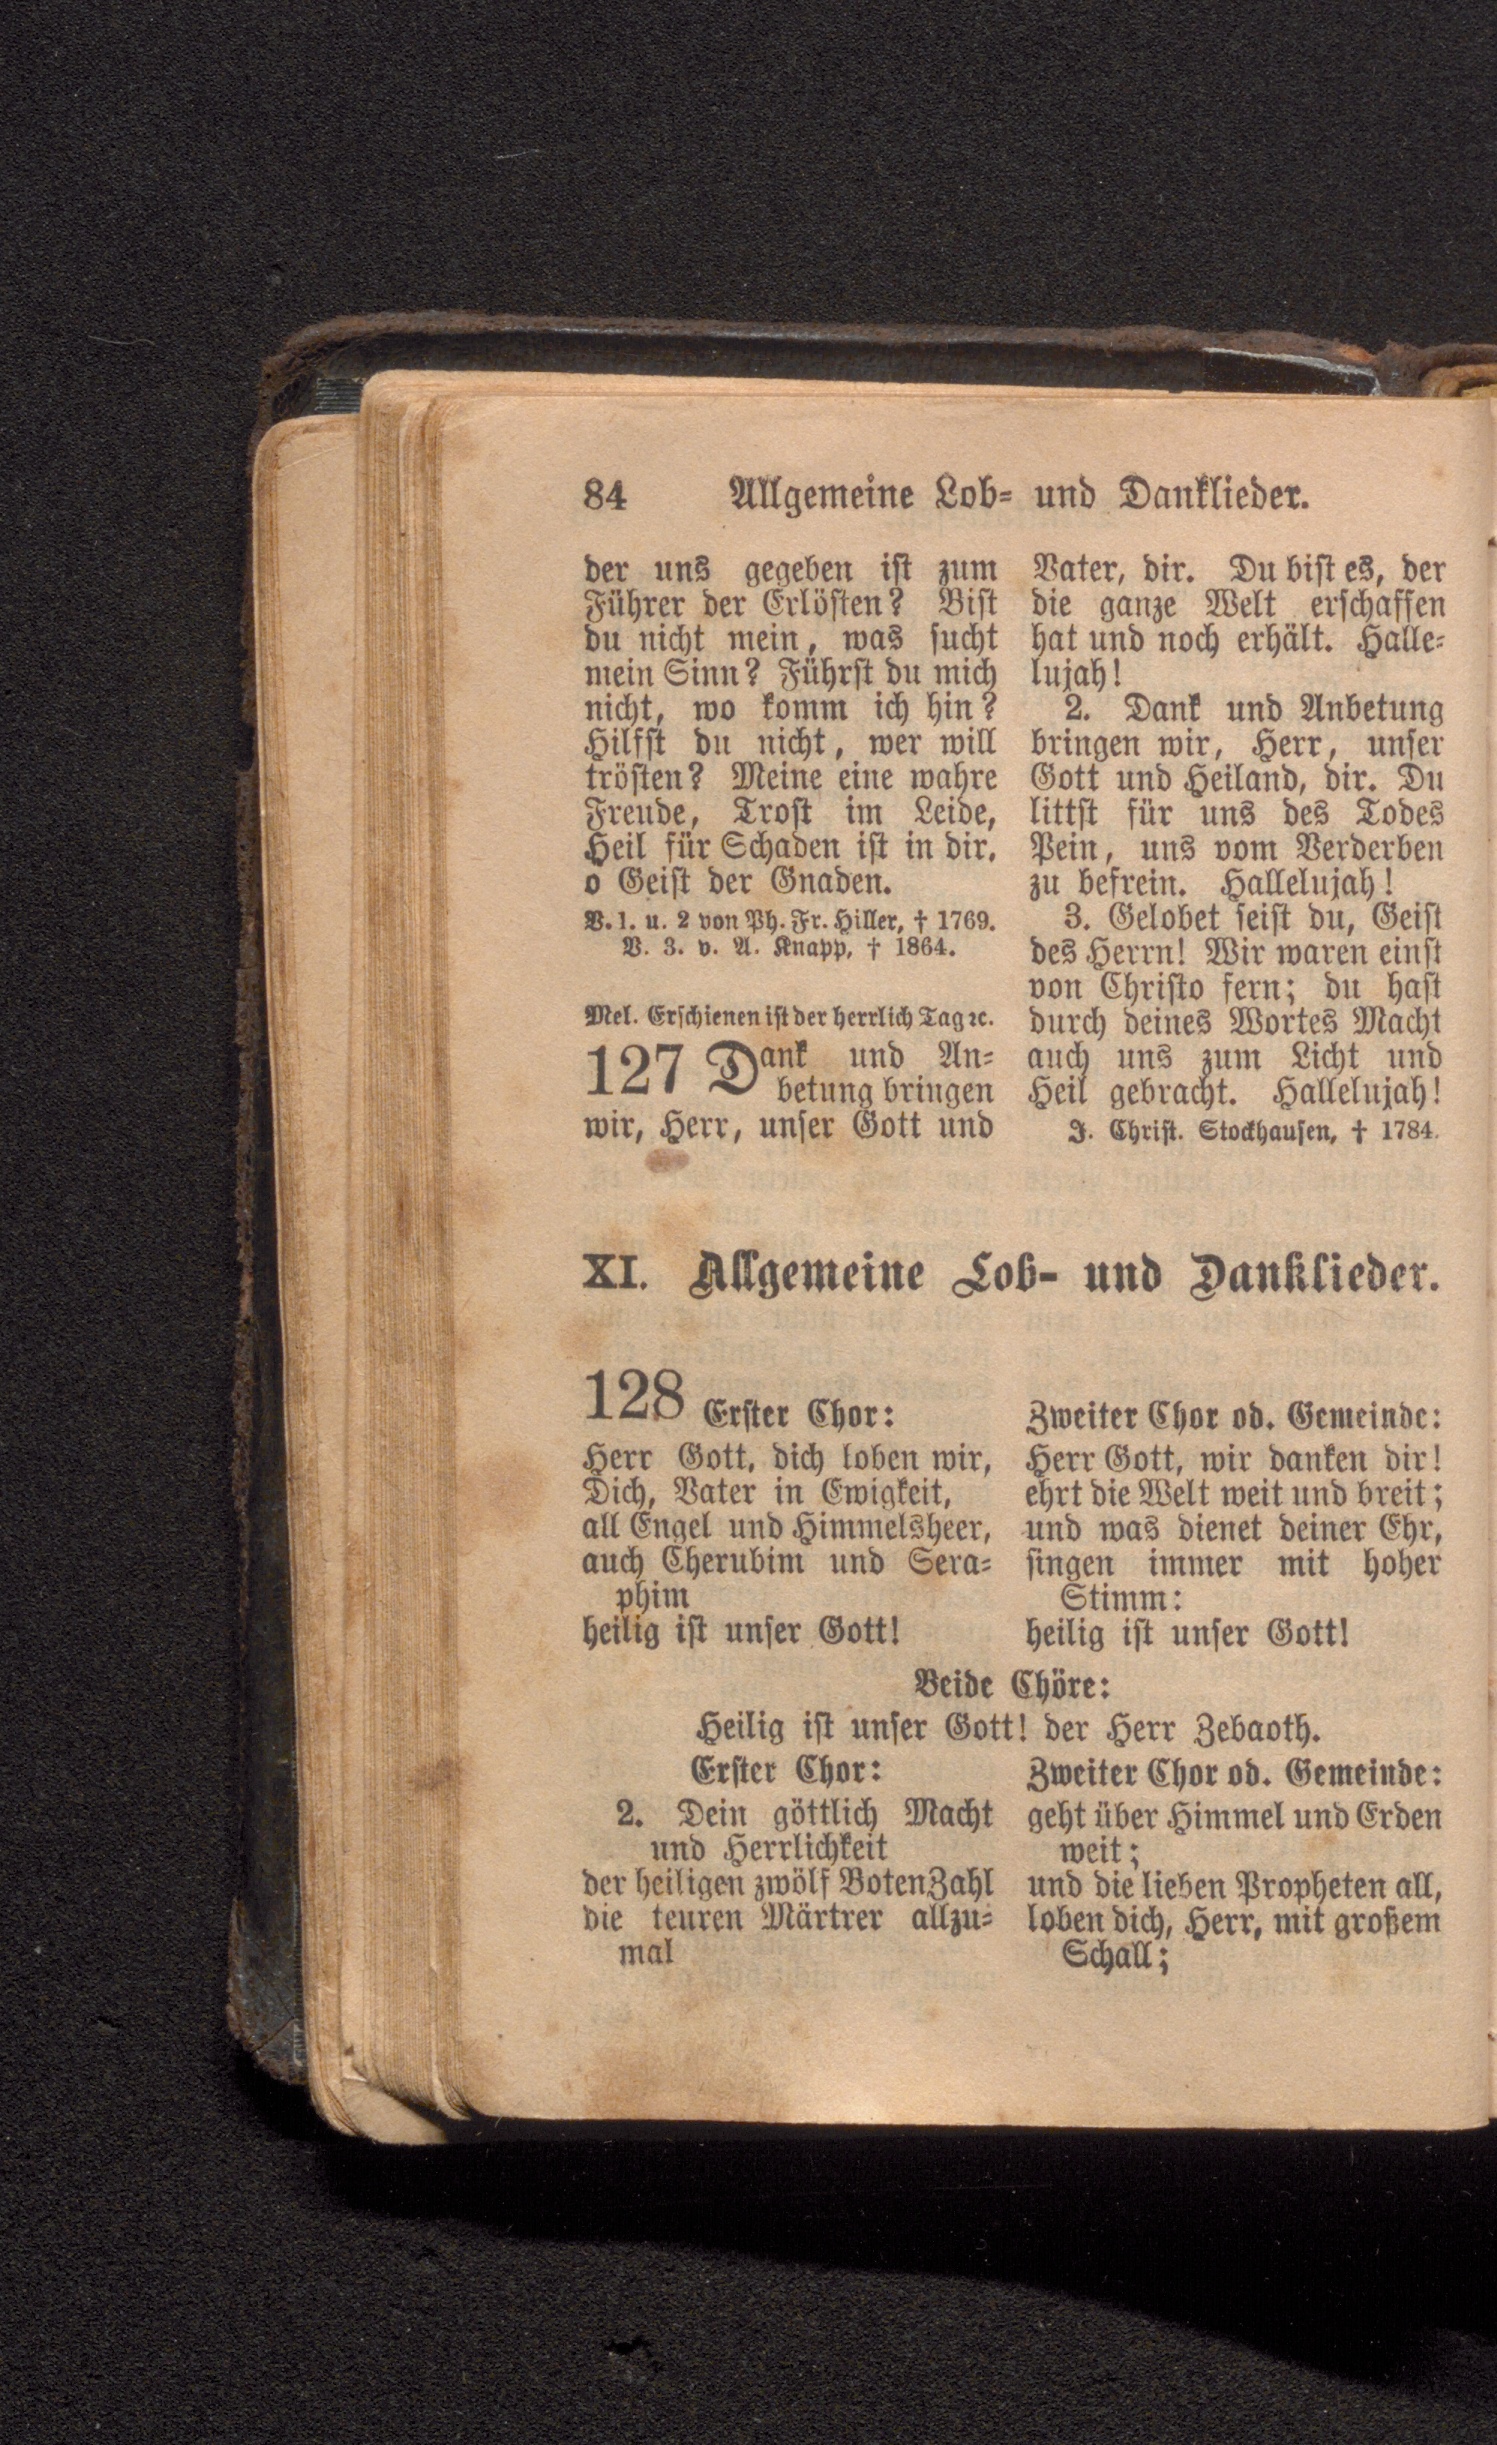 84 Allgemeine Lob- und Danklieder.
der uns gegeben ist zum
Führer der Erlösten? Bist
du nicht mein, was sucht
mein Sinn? Führst du mich
nicht, wo komm ich hin?
Hilfst du nicht, wer will
trösten? Meine eine wahre
Freude, Trost im Leide,
Heil für Schaden ist in dir,
o Geist der Gnaden.
V. 1. u. 2 von Ph. Fr. Hiller, † 1769.
V. 3. v. A. Knapp, † 1864.
Mel. Erschienen ist der herrlich Tag ꝛc.
127 Dank und An-
betung bringen
wir, Herr, unser Gott und
Vater, dir. Du bist es, der
die ganze Welt erschaffen
hat und noch erhält. Halle-
lujah!
2. Dank und Anbetung
bringen wir, Herr, unser
Gott und Heiland, dir. Du
littst für uns des Todes
Pein, uns vom Verderben
zu befrein. Hallelujah!
3. Gelobet seist du, Geist
des Herrn! Wir waren einst
von Christo fern; du hast
durch deines Wortes Macht
auch uns zum Licht und
Heil gebracht. Hallelujah!
J. Christ. Stockhausen, † 1784.
XI. Allgemeine Lob- und Danklieder.
128 Erster Chor:
Herr Gott, dich loben wir,
Dich, Vater in Ewigkeit,
all Engel und Himmelsheer,
auch Cherubim und Sera-
phim
heilig ist unser Gott!
Zweiter Chor od. Gemeinde:
Herr Gott, wir danken dir!
ehrt die Welt weit und breit;
und was dienet deiner Ehr,
singen immer mit hoher
Stimm:
heilig ist unser Gott!
Beide Chöre:
Heilig ist unser Gott! der Herr Zebaoth.
Erster Chor:
2. Dein göttlich Macht
und Herrlichkeit
der heiligen zwölf Boten Zahl
die teuren Märtrer allzu-
mal
Zweiter Chor od. Gemeinde:
geht über Himmel und Erden
weit;
und die lieben Propheten all,
loben dich, Herr, mit großem
Schall;